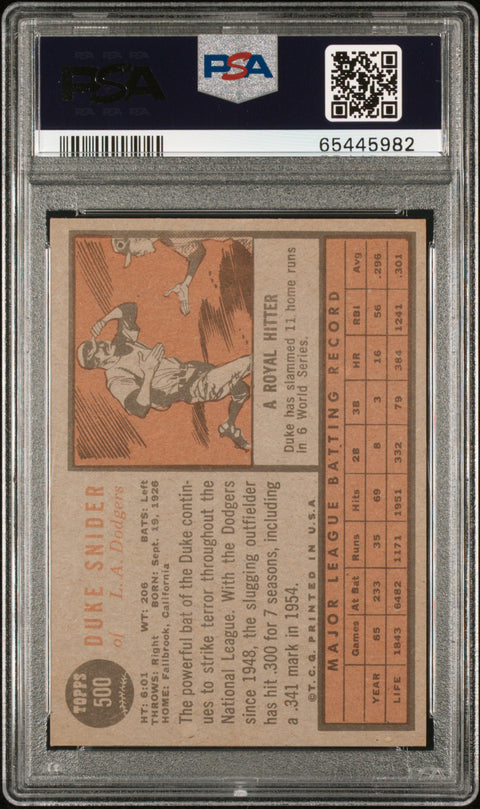 PSA
PSA
65445982
TOPPS
500
DUKE SNIDER
of L.A. Dodgers
HT: 6:01 WT: 206 BATS: Left
THROWS: Right BORN: Sept. 19, 1926
HOME: Fallbrook, California
The powerful bat of the Duke contin-
ues to strike terror throughout the
National League. With the Dodgers
since 1948, the slugging outfielder
has hit .300 for 7 seasons, including
a .341 mark in 1954.
©T.C.G. PRINTED IN U.S.A
A ROYAL HITTER
Duke has slammed 11 home runs
in 6 World Series.
MAJOR LEAGUE BATTING RECORD
Games At Bat Runs Hits 2B 3B HR RBI Avg
YEAR 65 233 35 69 8 3 16 56 .296
LIFE 1843 6482 1171 1951 332 79 384 1241 .301